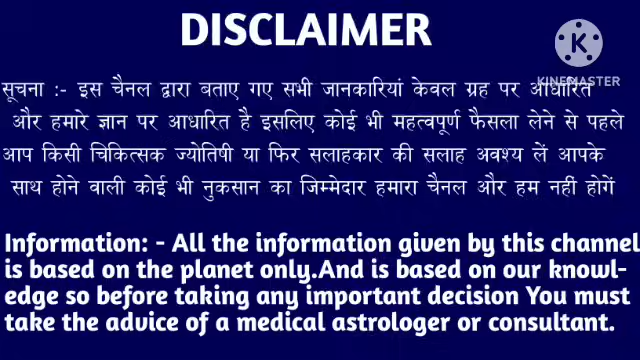 DISCLAIMER
KINEMASTER
सूचना :- इस चैनल द्वारा बताए गए सभी जानकारियां केवल ग्रह पर आधारित
और हमारे ज्ञान पर आधारित है इसलिए कोई भी महत्वपूर्ण फैसला लेने से पहले
आप किसी चिकित्सक ज्योतिषी या फिर सलाहकार की सलाह अवश्य लें आपके
साथ होने वाली कोई भी नुकसान का जिम्मेदार हमारा चैनल और हम नहीं होगें
Information: - All the information given by this channel
is based on the planet only.And is based on our knowl-
edge so before taking any important decision You must
take the advice of a medical astrologer or consultant.